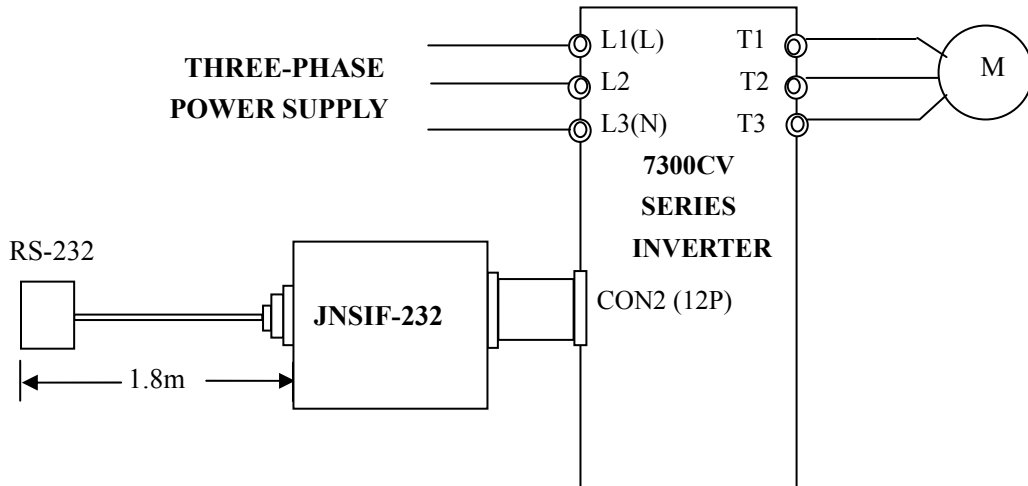 L1(L)
T1
THREE-PHASE
POWER SUPPLY
L2
T2
M
L3(N)
T3
7300CV
SERIES
INVERTER
RS-232
JNSIF-232
CON2 (12P)
1.8m